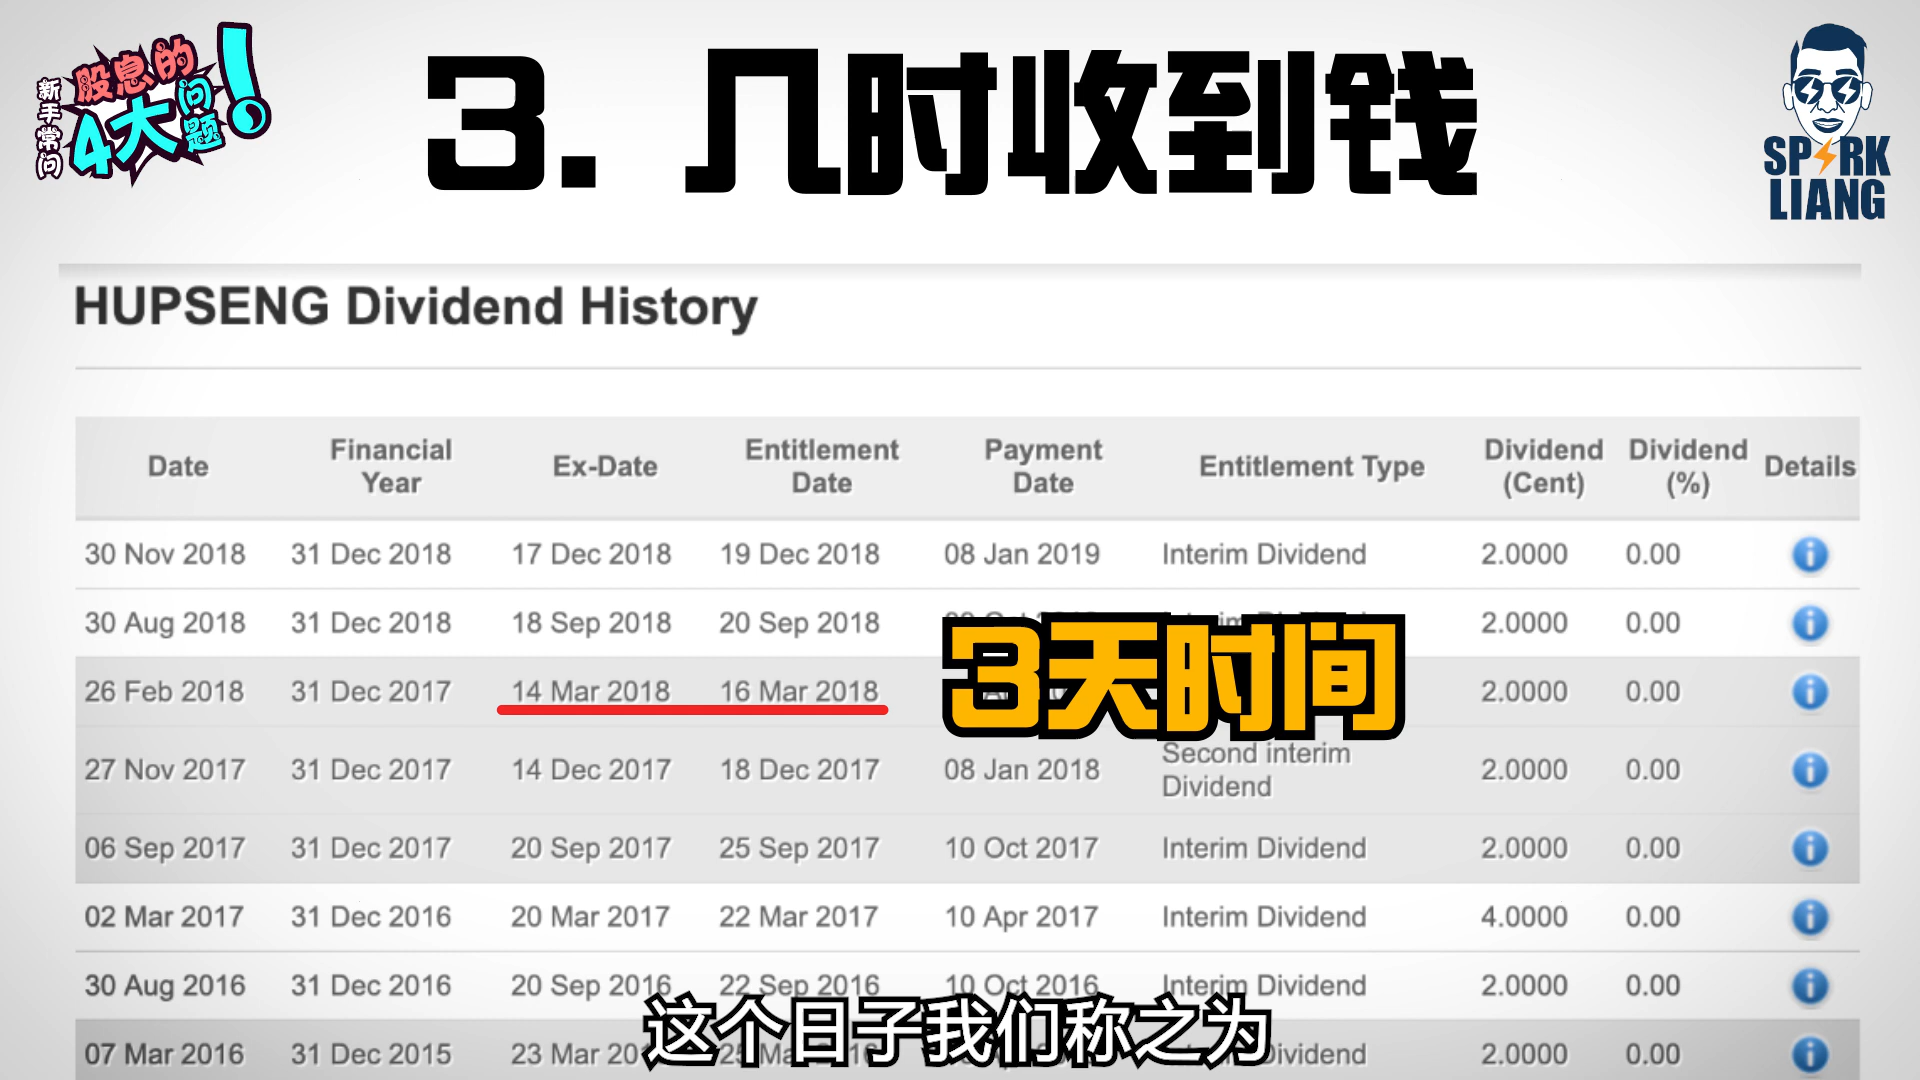 新手常问
股息的
4大问题!
3. 几时收到钱
SPARK
LIANG
HUPSENG Dividend History
Date Financial Year Ex-Date Entitlement Date Payment Date Entitlement Type Dividend (Cent) Dividend (%) Details
30 Nov 2018 31 Dec 2018 17 Dec 2018 19 Dec 2018 08 Jan 2019 Interim Dividend 2.0000 0.00
30 Aug 2018 31 Dec 2018 18 Sep 2018 20 Sep 2018 2.0000 0.00
26 Feb 2018 31 Dec 2017 14 Mar 2018 16 Mar 2018 2.0000 0.00
3天时间
27 Nov 2017 31 Dec 2017 14 Dec 2017 18 Dec 2017 08 Jan 2018 Second interim Dividend 2.0000 0.00
06 Sep 2017 31 Dec 2017 20 Sep 2017 25 Sep 2017 10 Oct 2017 Interim Dividend 2.0000 0.00
02 Mar 2017 31 Dec 2016 20 Mar 2017 22 Mar 2017 10 Apr 2017 Interim Dividend 4.0000 0.00
30 Aug 2016 31 Dec 2016 20 Sep 2016 22 Sep 2016 10 Oct 2016 Interim Dividend 2.0000 0.00
07 Mar 2016 31 Dec 2015 23 Mar Dividend 2.0000 0.00
这个日子我们称之为